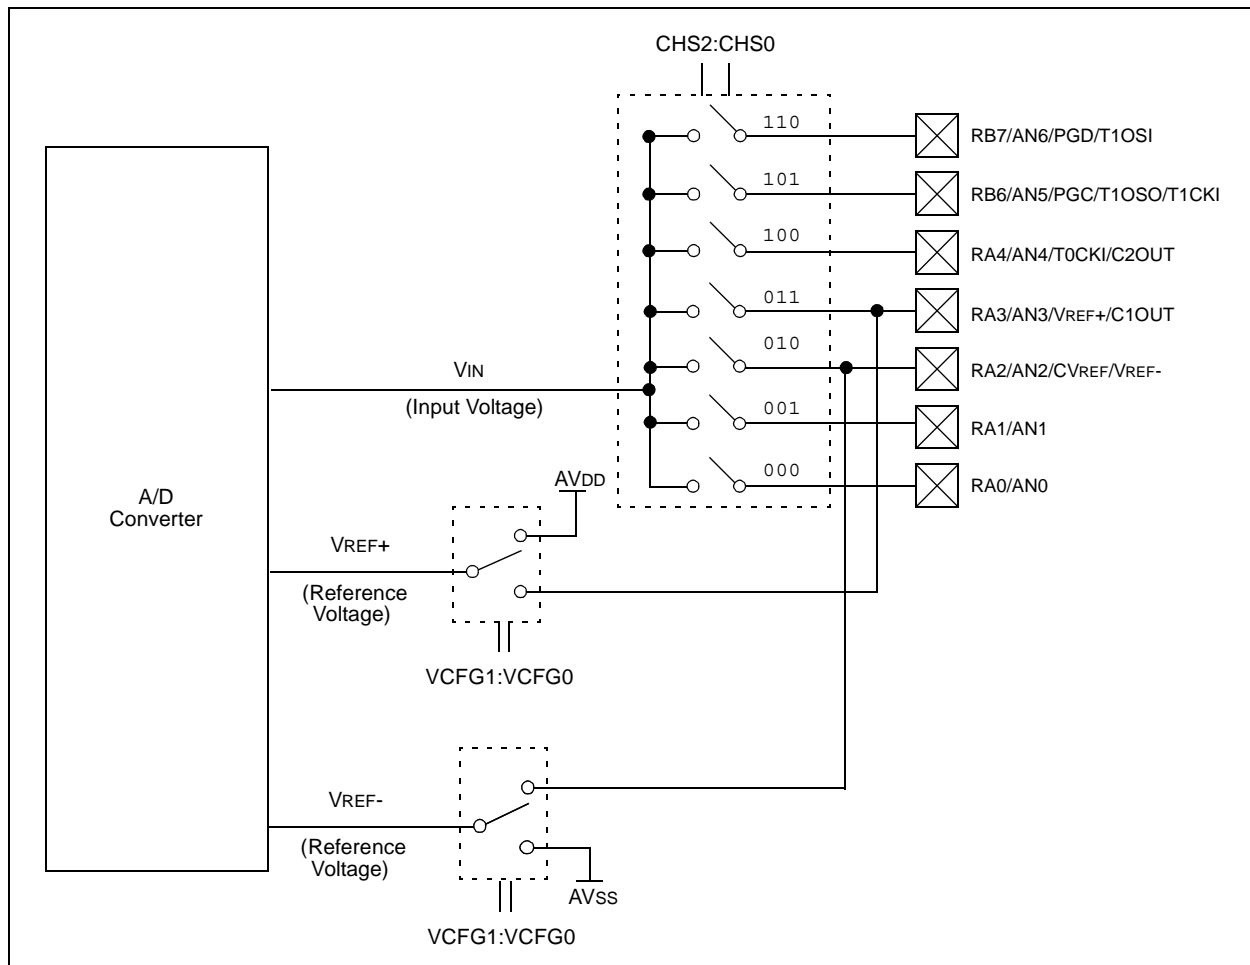 CHS2:CHS0
110
RB7/AN6/PGD/T1OSI
101
RB6/AN5/PGC/T1OSO/T1CKI
100
RA4/AN4/T0CKI/C2OUT
011
RA3/AN3/VREF+/C1OUT
010
RA2/AN2/CVREF/VREF-
VIN
(Input Voltage)
001
RA1/AN1
000
RA0/AN0
A/D
Converter
AVDD
VREF+
(Reference
Voltage)
VCFG1:VCFG0
VREF-
(Reference
Voltage)
AVSS
VCFG1:VCFG0